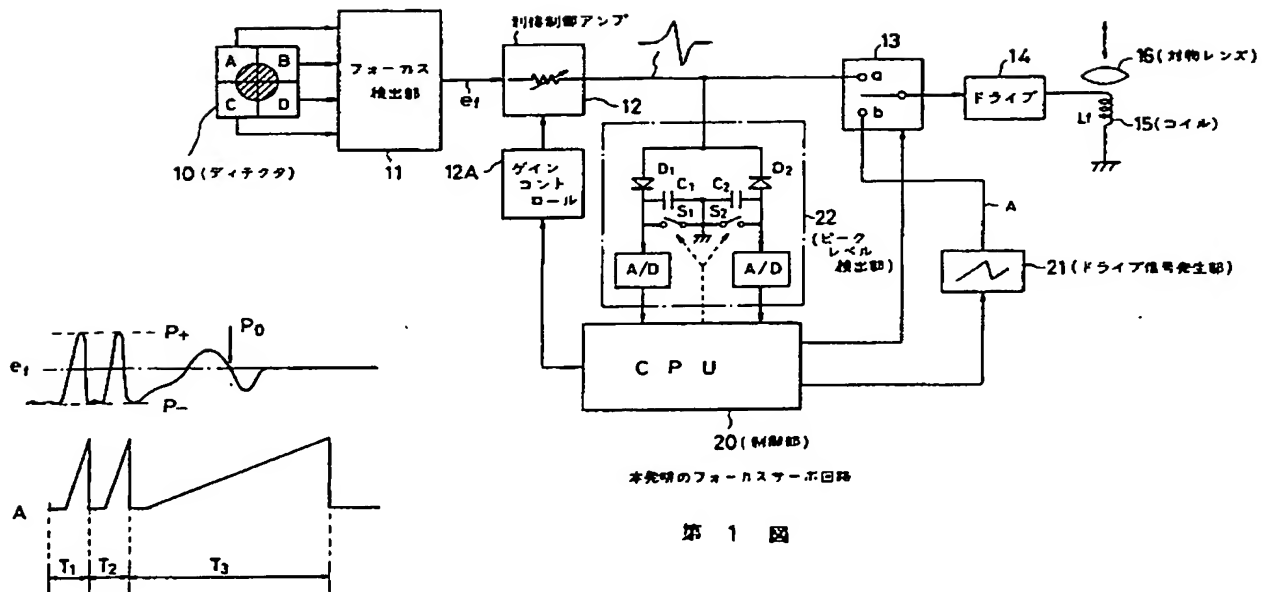 A
B
C
D
10 (ディテクタ)
フォーカス
検出部
11
ef
利得制御アンプ
12
12A
ゲイン
コント
ロール
D1
D2
C1
C2
S1
S2
A/D
A/D
22
(ピーク
レベル
検出部)
13
a
b
14
ドライブ
16 (対物レンズ)
Lf
15 (コイル)
A
21 (ドライブ信号発生部)
CPU
20 (制御部)
本発明のフォーカスサーボ回路
第 1 図
ef
P+
P0
P-
A
T1
T2
T3